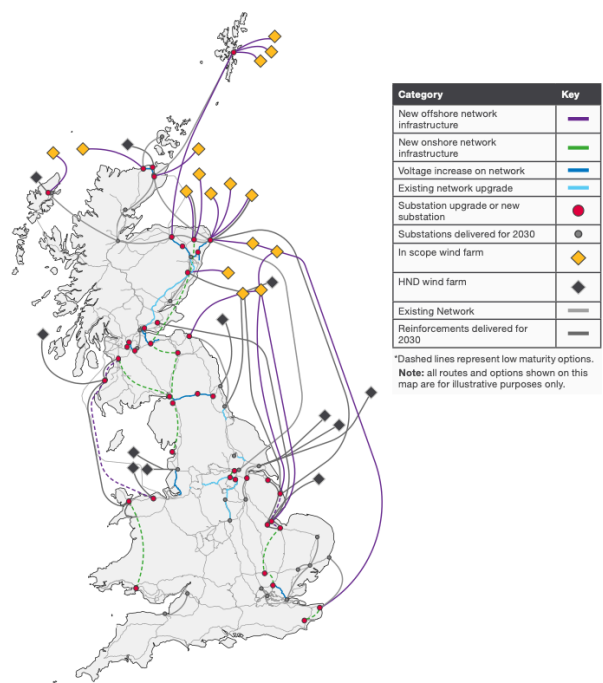 Category Key
New offshore network
infrastructure
New onshore network
infrastructure
Voltage increase on network
Existing network upgrade
Substation upgrade or new
substation
Substations delivered for 2030
In scope wind farm
HND wind farm
Existing Network
Reinforcements delivered for
2030
*Dashed lines represent low maturity options.
Note: all routes and options shown on this
map are for illustrative purposes only.